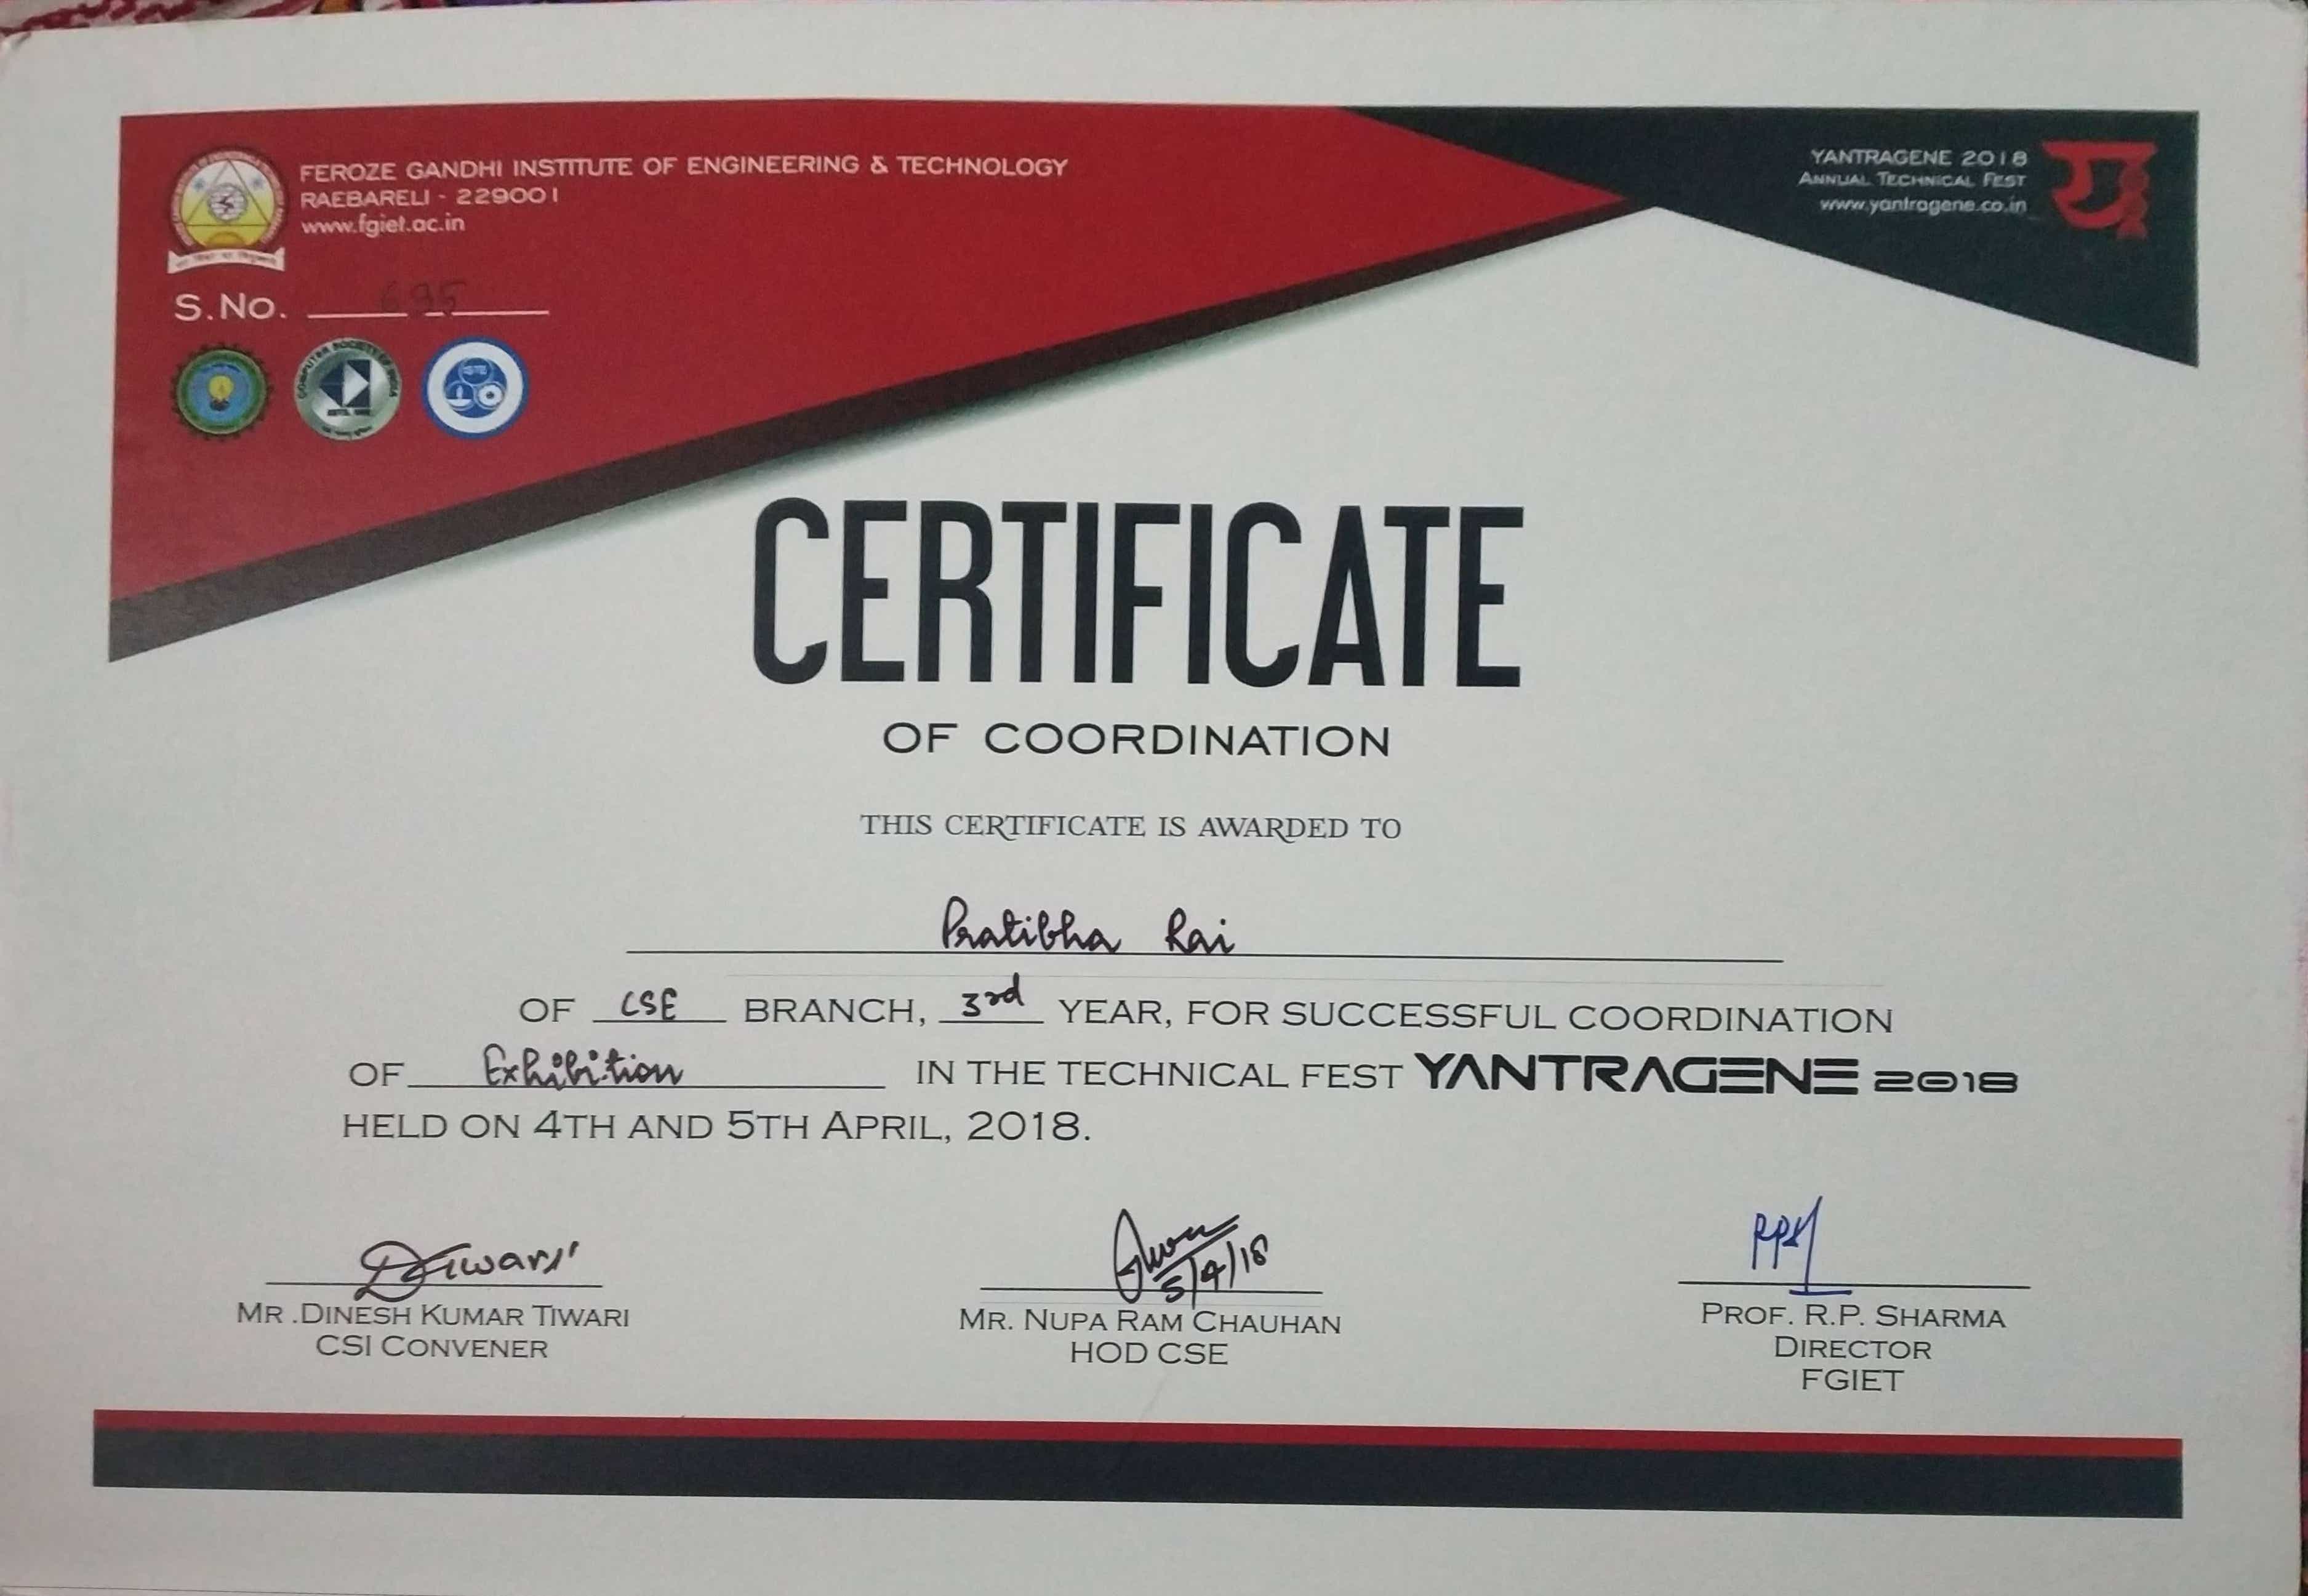 FEROZE GANDHI INSTITUTE OF ENGINEERING & TECHNOLOGY
RAEBARELI - 229001
www.fgiet.ac.in
YANTRAGENE 2018
ANNUAL TECHNICAL FEST
www.yantragene.co.in
S.NO. 695
CERTIFICATE
OF COORDINATION
THIS CERTIFICATE IS AWARDED TO
Pratibha Rai
OF CSE BRANCH, 3rd YEAR, FOR SUCCESSFUL COORDINATION
OF Exhibition IN THE TECHNICAL FEST YANTRAGENE 2018
HELD ON 4TH AND 5TH APRIL, 2018.
DTiwari
5/4/18
MR .DINESH KUMAR TIWARI
CSI CONVENER
MR. NUPA RAM CHAUHAN
HOD CSE
PROF. R.P. SHARMA
DIRECTOR
FGIET